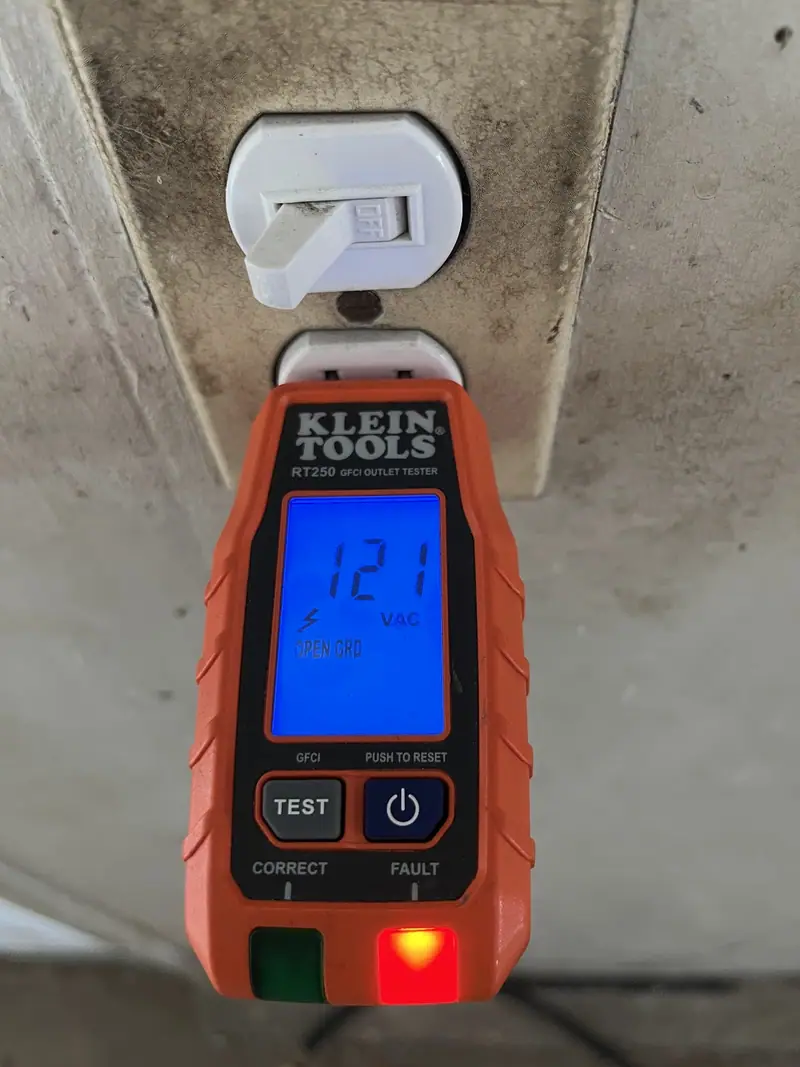 OFF
KLEIN
TOOLS®
RT250 GFCI OUTLET TESTER
121
VAC
OPEN GRD
GFCI PUSH TO RESET
TEST
CORRECT FAULT